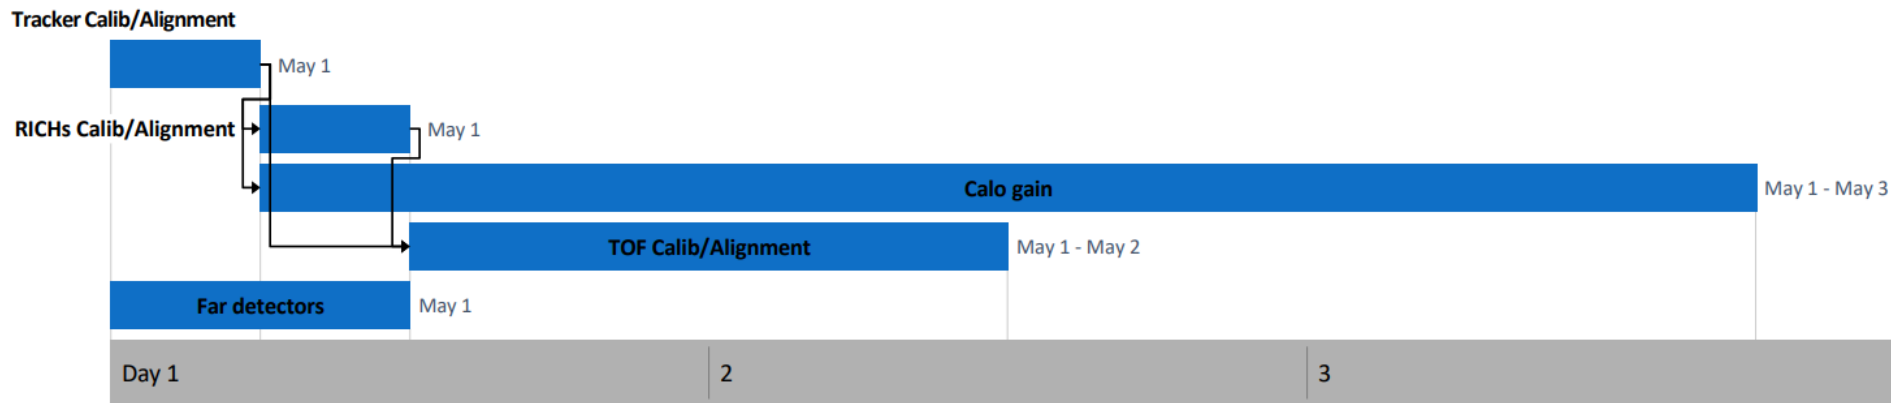 Tracker Calib/Alignment
May 1
RICHs Calib/Alignment
May 1
Calo gain
May 1 - May 3
TOF Calib/Alignment
May 1 - May 2
Far detectors
May 1
Day 1
2
3